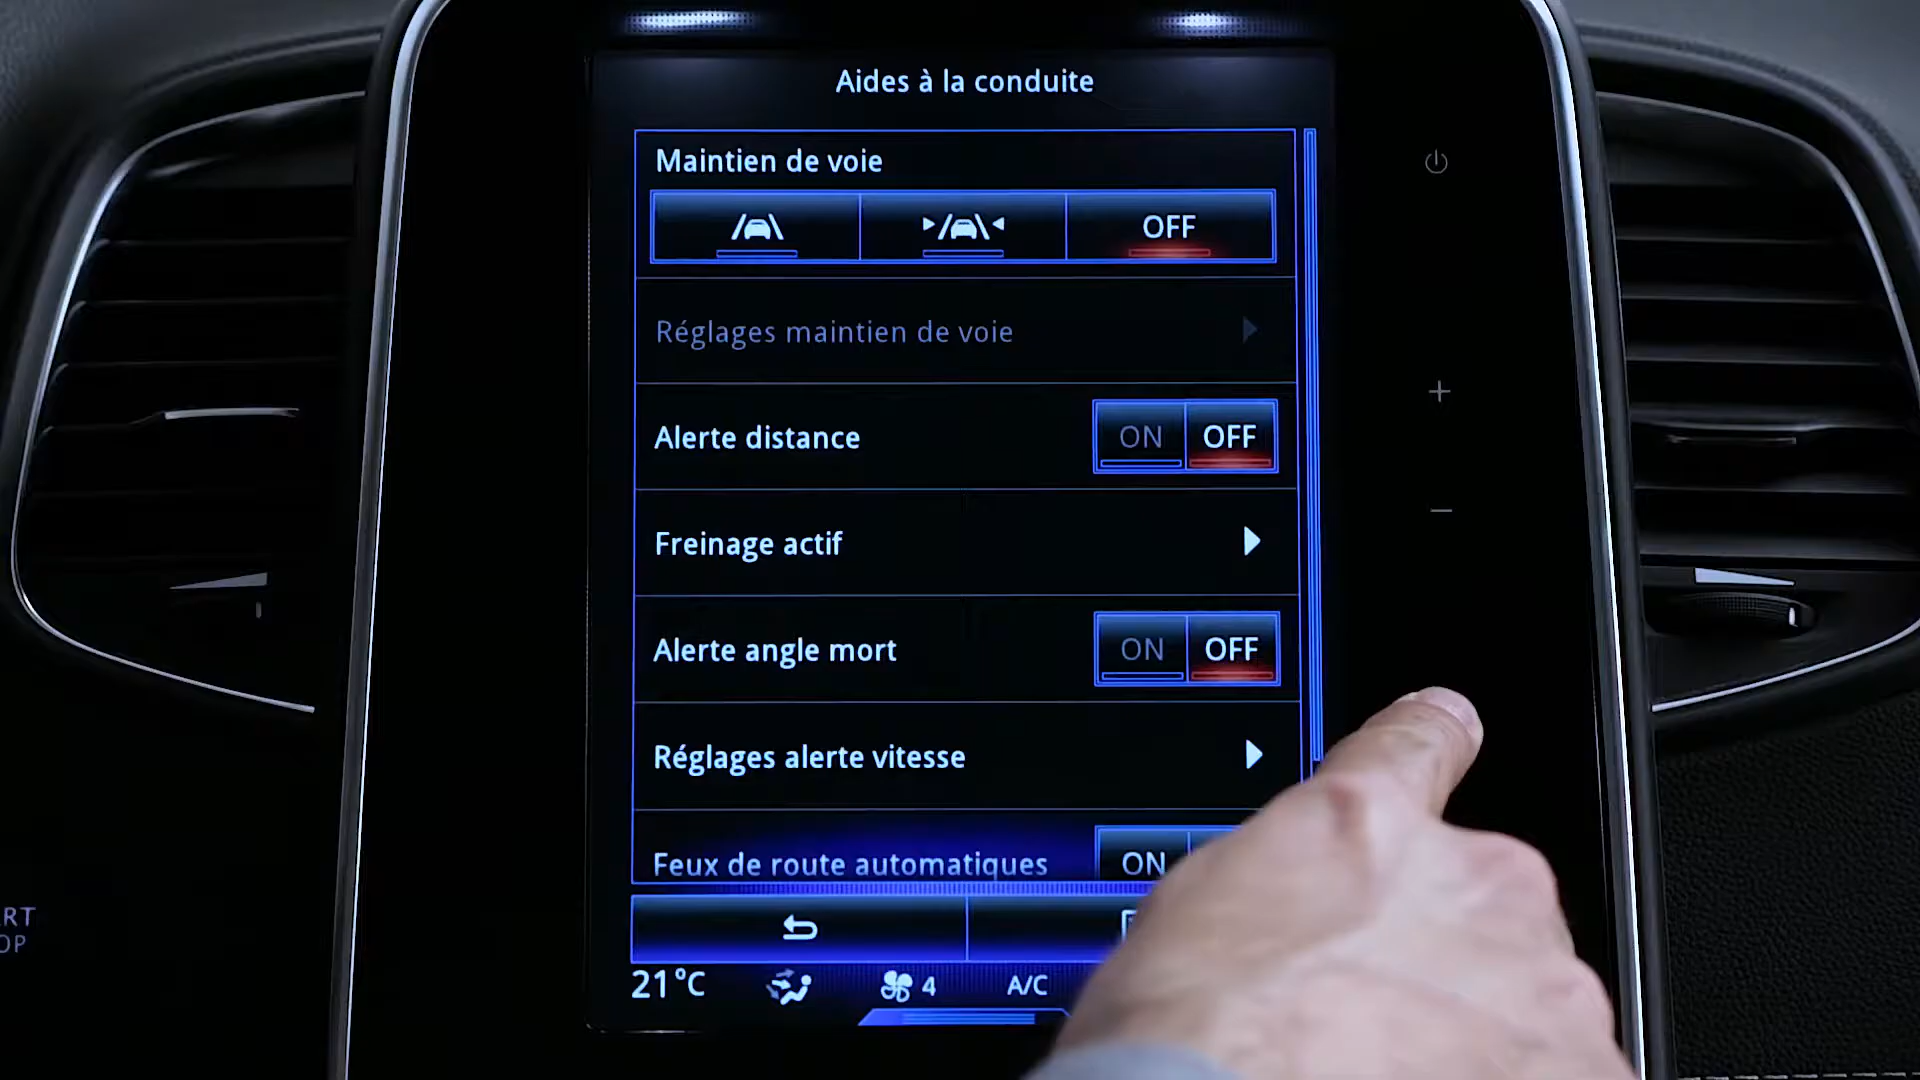 Aides à la conduite
Maintien de voie
OFF
Réglages maintien de voie
Alerte distance ON OFF
Freinage actif
Alerte angle mort ON OFF
Réglages alerte vitesse
Feux de route automatiques ON
21°C 4 A/C